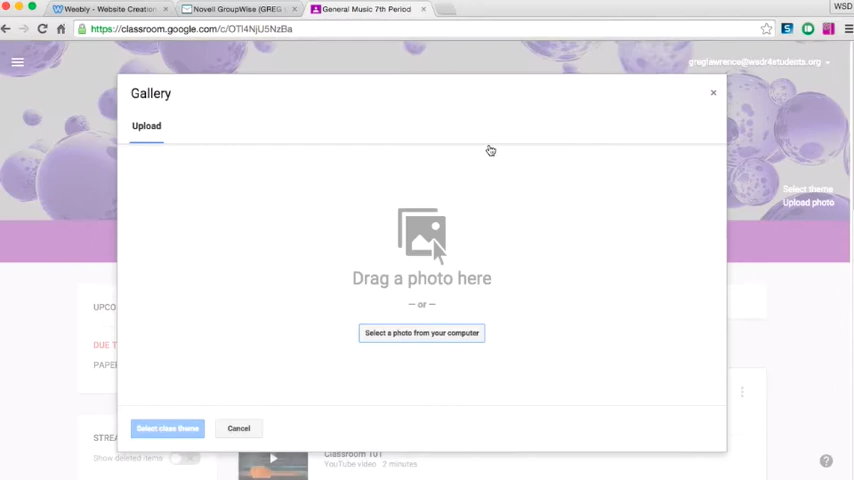 Weebly - Website Creation
Novell GroupWise (GREG
General Music 7th Period
WSD
https://classroom.google.com/c/OTI4NjU5NzBa
greglawrence@wsdr4students.org
Gallery
Upload
Select theme
Upload photo
Drag a photo here
— or —
Select a photo from your computer
UPCO
DUE T
PAPER
Select class theme
Cancel
STREA
Show deleted items
Classroom 101
YouTube video 2 minutes